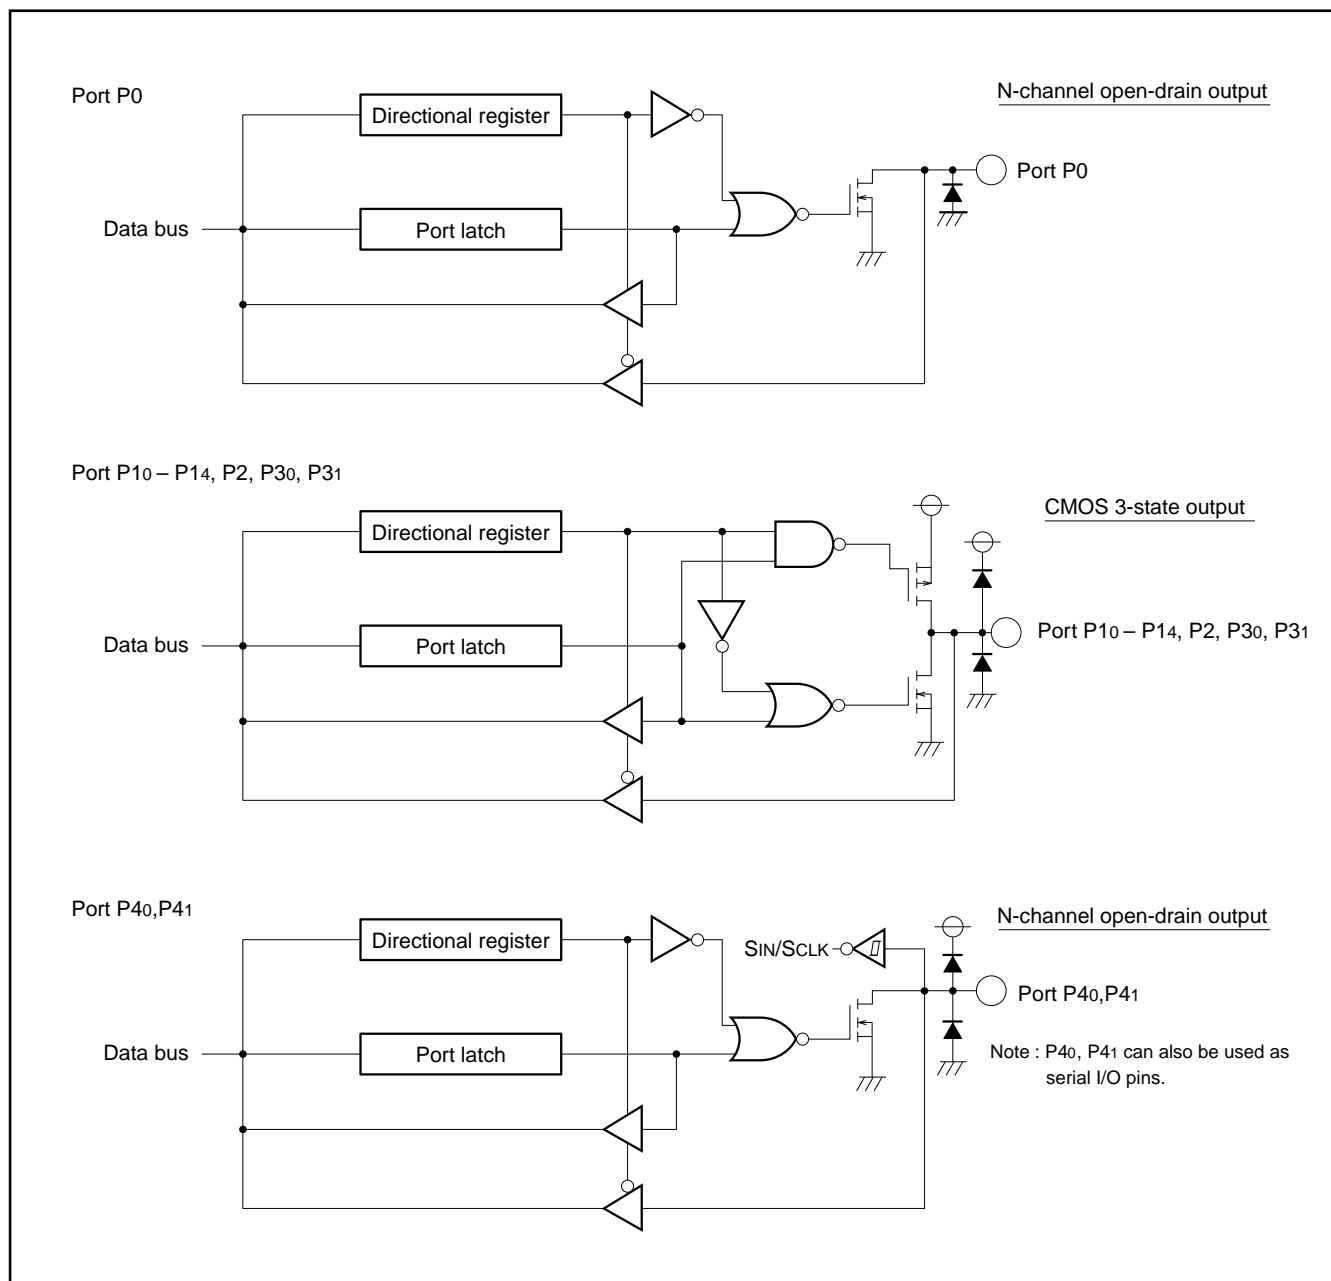 Port P0
N-channel open-drain output
Directional register
Port P0
Data bus
Port latch
Port P10 – P14, P2, P30, P31
CMOS 3-state output
Directional register
Data bus
Port latch
Port P10 – P14, P2, P30, P31
Port P40,P41
N-channel open-drain output
Directional register
SIN/SCLK
Port P40,P41
Data bus
Port latch
Note : P40, P41 can also be used as
serial I/O pins.